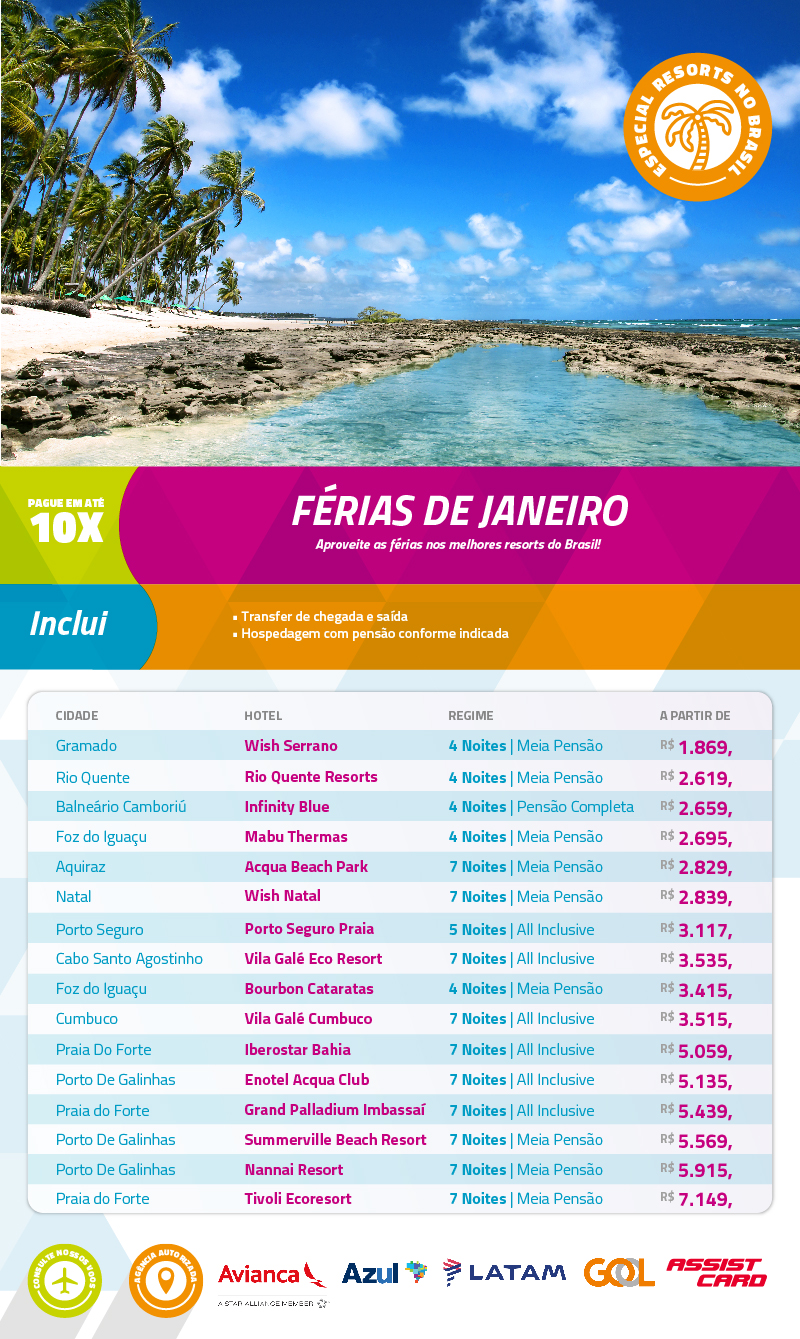 ESPECIAL RESORTS NO BRASIL
PAGUE EM ATÉ
10X
FÉRIAS DE JANEIRO
Aproveite as férias nos melhores resorts do Brasil!
Inclui
• Transfer de chegada e saída
• Hospedagem com pensão conforme indicada
CIDADE HOTEL REGIME A PARTIR DE
Gramado Wish Serrano 4 Noites | Meia Pensão R$ 1.869,
Rio Quente Rio Quente Resorts 4 Noites | Meia Pensão R$ 2.619,
Balneário Camboriú Infinity Blue 4 Noites | Pensão Completa R$ 2.659,
Foz do Iguaçu Mabu Thermas 4 Noites | Meia Pensão R$ 2.695,
Aquiraz Acqua Beach Park 7 Noites | Meia Pensão R$ 2.829,
Natal Wish Natal 7 Noites | Meia Pensão R$ 2.839,
Porto Seguro Porto Seguro Praia 5 Noites | All Inclusive R$ 3.117,
Cabo Santo Agostinho Vila Galé Eco Resort 7 Noites | All Inclusive R$ 3.535,
Foz do Iguaçu Bourbon Cataratas 4 Noites | Meia Pensão R$ 3.415,
Cumbuco Vila Galé Cumbuco 7 Noites | All Inclusive R$ 3.515,
Praia Do Forte Iberostar Bahia 7 Noites | All Inclusive R$ 5.059,
Porto De Galinhas Enotel Acqua Club 7 Noites | All Inclusive R$ 5.135,
Praia do Forte Grand Palladium Imbassaí 7 Noites | All Inclusive R$ 5.439,
Porto De Galinhas Summerville Beach Resort 7 Noites | Meia Pensão R$ 5.569,
Porto De Galinhas Nannai Resort 7 Noites | Meia Pensão R$ 5.915,
Praia do Forte Tivoli Ecoresort 7 Noites | Meia Pensão R$ 7.149,
CONSULTE NOSSOS VOOS
AGÊNCIA AUTORIZADA
Avianca
A STAR ALLIANCE MEMBER
Azul
LATAM
GOL
ASSIST
CARD